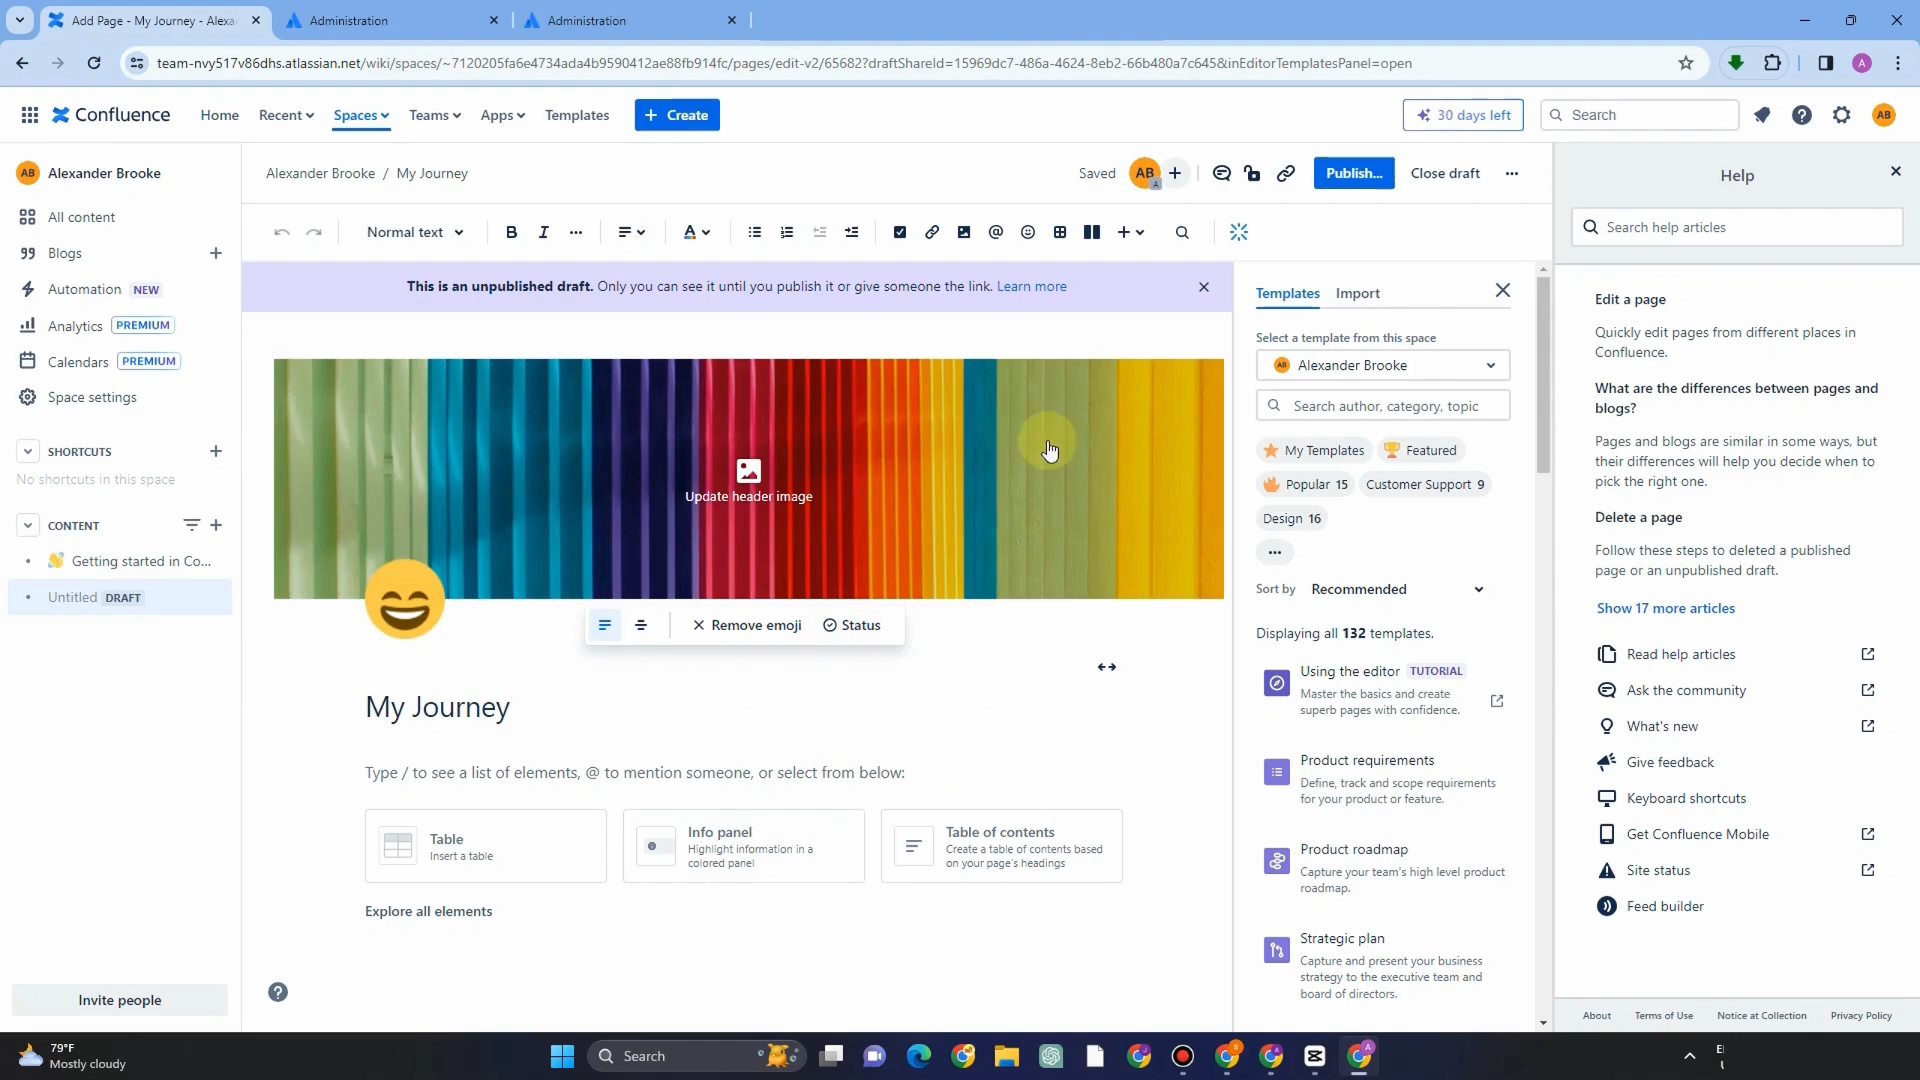 Add Page - My Journey - Alexa
Administration
Administration
team-nvy517v86dhs.atlassian.net/wiki/spaces/~7120205fa6e4734ada4b9590412ae88fb914fc/pages/edit-v2/65682?draftShareId=15969dc7-486a-4624-8eb2-66b480a7c645&inEditorTemplatesPanel=open
A
Confluence
Home
Recent
Spaces
Teams
Apps
Templates
+ Create
30 days left
Search
AB
AB Alexander Brooke
All content
Blogs
Automation NEW
Analytics PREMIUM
Calendars PREMIUM
Space settings
SHORTCUTS
No shortcuts in this space
CONTENT
Getting started in Co...
Untitled DRAFT
Invite people
Alexander Brooke / My Journey
Saved
AB
A
Publish...
Close draft
Normal text
B I
This is an unpublished draft. Only you can see it until you publish it or give someone the link. Learn more
Update header image
Remove emoji
Status
My Journey
Type / to see a list of elements, @ to mention someone, or select from below:
Table
Insert a table
Info panel
Highlight information in a
colored panel
Table of contents
Create a table of contents based
on your page's headings
Explore all elements
Templates
Import
Select a template from this space
AB Alexander Brooke
Search author, category, topic
My Templates
Featured
Popular 15
Customer Support 9
Design 16
Sort by Recommended
Displaying all 132 templates.
Using the editor TUTORIAL
Master the basics and create
superb pages with confidence.
Product requirements
Define, track and scope requirements
for your product or feature.
Product roadmap
Capture your team's high level product
roadmap.
Strategic plan
Capture and present your business
strategy to the executive team and
board of directors.
Help
Search help articles
Edit a page
Quickly edit pages from different places in
Confluence.
What are the differences between pages and
blogs?
Pages and blogs are similar in some ways, but
their differences will help you decide when to
pick the right one.
Delete a page
Follow these steps to deleted a published
page or an unpublished draft.
Show 17 more articles
Read help articles
Ask the community
What's new
Give feedback
Keyboard shortcuts
Get Confluence Mobile
Site status
Feed builder
About
Terms of Use
Notice at Collection
Privacy Policy
79°F
Mostly cloudy
Search